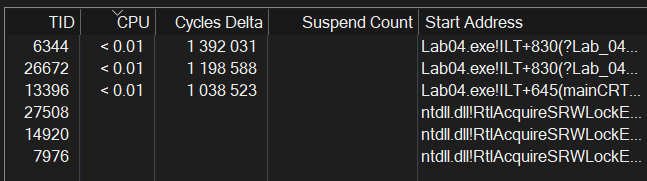 TID CPU Cycles Delta Suspend Count Start Address
6344 < 0.01 1 392 031 Lab04.exe!ILT+830(?Lab_04...
26672 < 0.01 1 198 588 Lab04.exe!ILT+830(?Lab_04...
13396 < 0.01 1 038 523 Lab04.exe!ILT+645(mainCRT...
27508 ntdll.dll!RtlAcquireSRWLockE...
14920 ntdll.dll!RtlAcquireSRWLockE...
7976 ntdll.dll!RtlAcquireSRWLockE...